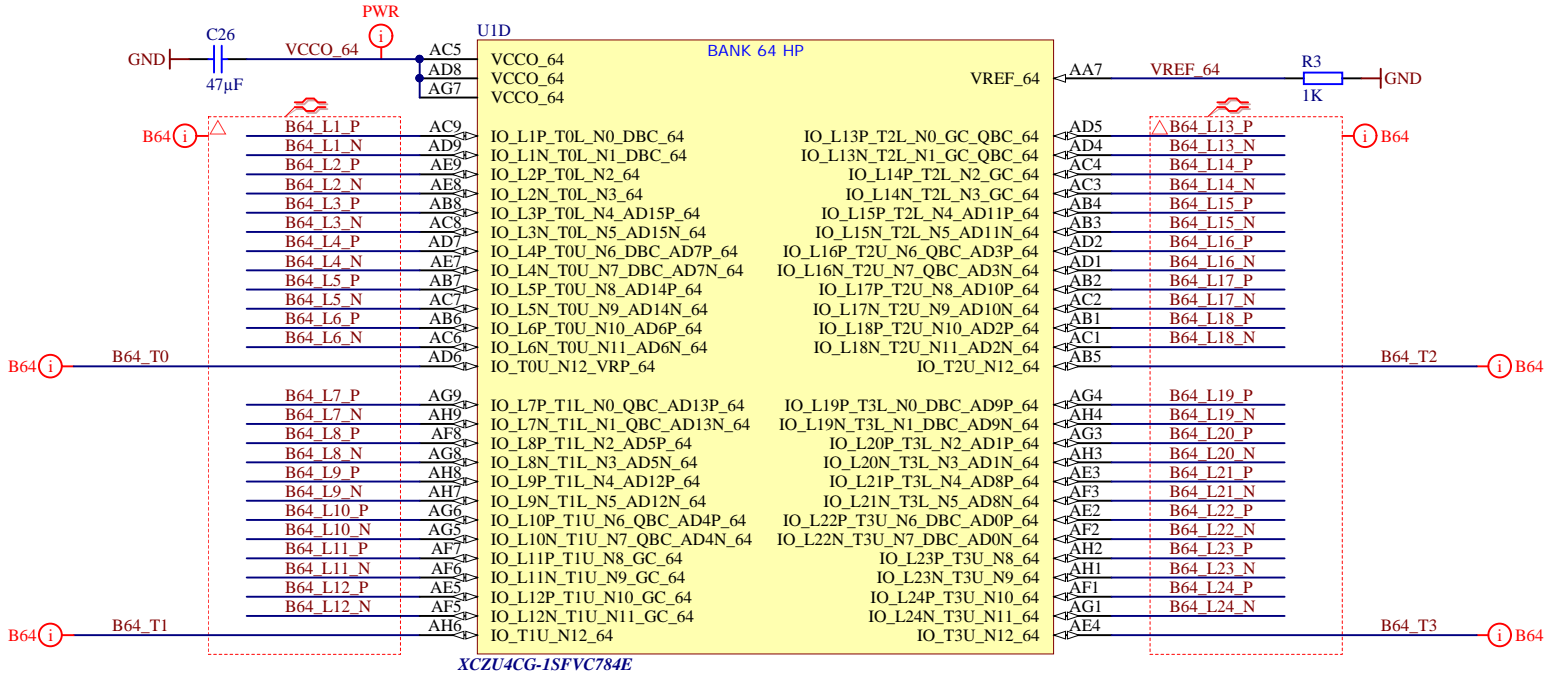 PWR
C26
VCCO_64
GND
47µF
U1D
BANK 64 HP
AC5 VCCO_64
AD8 VCCO_64
AG7 VCCO_64
VREF_64 AA7 VREF_64
R3
1K
GND
B64 i
i B64
B64_L1_P AC9 IO_L1P_T0L_N0_DBC_64 IO_L13P_T2L_N0_GC_QBC_64 AD5 B64_L13_P
B64_L1_N AD9 IO_L1N_T0L_N1_DBC_64 IO_L13N_T2L_N1_GC_QBC_64 AD4 B64_L13_N
B64_L2_P AE9 IO_L2P_T0L_N2_64 IO_L14P_T2L_N2_GC_64 AC4 B64_L14_P
B64_L2_N AE8 IO_L2N_T0L_N3_64 IO_L14N_T2L_N3_GC_64 AC3 B64_L14_N
B64_L3_P AB8 IO_L3P_T0L_N4_AD15P_64 IO_L15P_T2L_N4_AD11P_64 AB4 B64_L15_P
B64_L3_N AC8 IO_L3N_T0L_N5_AD15N_64 IO_L15N_T2L_N5_AD11N_64 AB3 B64_L15_N
B64_L4_P AD7 IO_L4P_T0U_N6_DBC_AD7P_64 IO_L16P_T2U_N6_QBC_AD3P_64 AD2 B64_L16_P
B64_L4_N AE7 IO_L4N_T0U_N7_DBC_AD7N_64 IO_L16N_T2U_N7_QBC_AD3N_64 AD1 B64_L16_N
B64_L5_P AB7 IO_L5P_T0U_N8_AD14P_64 IO_L17P_T2U_N8_AD10P_64 AB2 B64_L17_P
B64_L5_N AC7 IO_L5N_T0U_N9_AD14N_64 IO_L17N_T2U_N9_AD10N_64 AC2 B64_L17_N
B64_L6_P AB6 IO_L6P_T0U_N10_AD6P_64 IO_L18P_T2U_N10_AD2P_64 AB1 B64_L18_P
B64_L6_N AC6 IO_L6N_T0U_N11_AD6N_64 IO_L18N_T2U_N11_AD2N_64 AC1 B64_L18_N
B64 i B64_T0 AD6 IO_T0U_N12_VRP_64 IO_T2U_N12_64 AB5 B64_T2 i B64
B64_L7_P AG9 IO_L7P_T1L_N0_QBC_AD13P_64 IO_L19P_T3L_N0_DBC_AD9P_64 AG4 B64_L19_P
B64_L7_N AH9 IO_L7N_T1L_N1_QBC_AD13N_64 IO_L19N_T3L_N1_DBC_AD9N_64 AH4 B64_L19_N
B64_L8_P AF8 IO_L8P_T1L_N2_AD5P_64 IO_L20P_T3L_N2_AD1P_64 AG3 B64_L20_P
B64_L8_N AG8 IO_L8N_T1L_N3_AD5N_64 IO_L20N_T3L_N3_AD1N_64 AH3 B64_L20_N
B64_L9_P AH8 IO_L9P_T1L_N4_AD12P_64 IO_L21P_T3L_N4_AD8P_64 AE3 B64_L21_P
B64_L9_N AH7 IO_L9N_T1L_N5_AD12N_64 IO_L21N_T3L_N5_AD8N_64 AF3 B64_L21_N
B64_L10_P AG6 IO_L10P_T1U_N6_QBC_AD4P_64 IO_L22P_T3U_N6_DBC_AD0P_64 AE2 B64_L22_P
B64_L10_N AG5 IO_L10N_T1U_N7_QBC_AD4N_64 IO_L22N_T3U_N7_DBC_AD0N_64 AF2 B64_L22_N
B64_L11_P AF7 IO_L11P_T1U_N8_GC_64 IO_L23P_T3U_N8_64 AH2 B64_L23_P
B64_L11_N AF6 IO_L11N_T1U_N9_GC_64 IO_L23N_T3U_N9_64 AH1 B64_L23_N
B64_L12_P AE5 IO_L12P_T1U_N10_GC_64 IO_L24P_T3U_N10_64 AF1 B64_L24_P
B64_L12_N AF5 IO_L12N_T1U_N11_GC_64 IO_L24N_T3U_N11_64 AG1 B64_L24_N
B64 i B64_T1 AH6 IO_T1U_N12_64 IO_T3U_N12_64 AE4 B64_T3 i B64
XCZU4CG-1SFVC784E